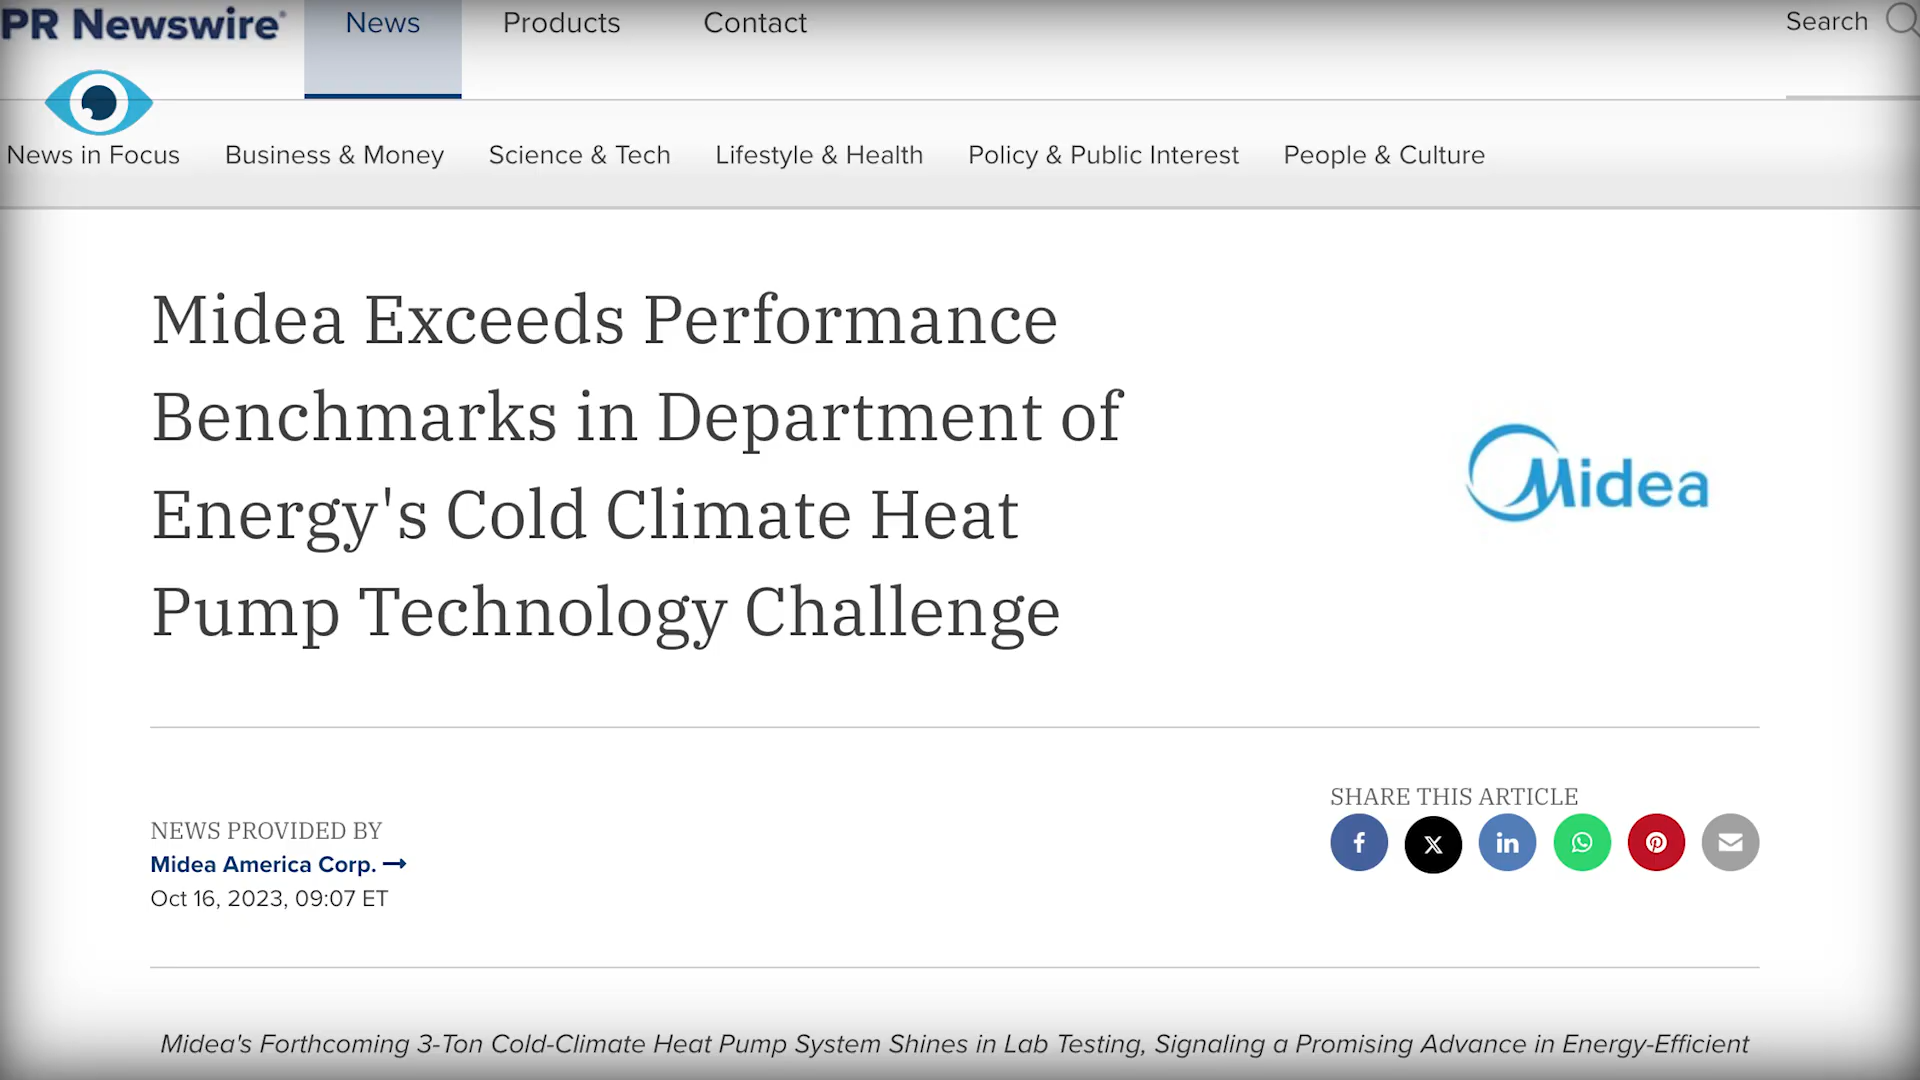 PR Newswire®
News
Products
Contact
Search
News in Focus
Business & Money
Science & Tech
Lifestyle & Health
Policy & Public Interest
People & Culture
Midea Exceeds Performance
Benchmarks in Department of
Energy's Cold Climate Heat
Pump Technology Challenge
Midea
NEWS PROVIDED BY
Midea America Corp.
Oct 16, 2023, 09:07 ET
SHARE THIS ARTICLE
Midea's Forthcoming 3-Ton Cold-Climate Heat Pump System Shines in Lab Testing, Signaling a Promising Advance in Energy-Efficient